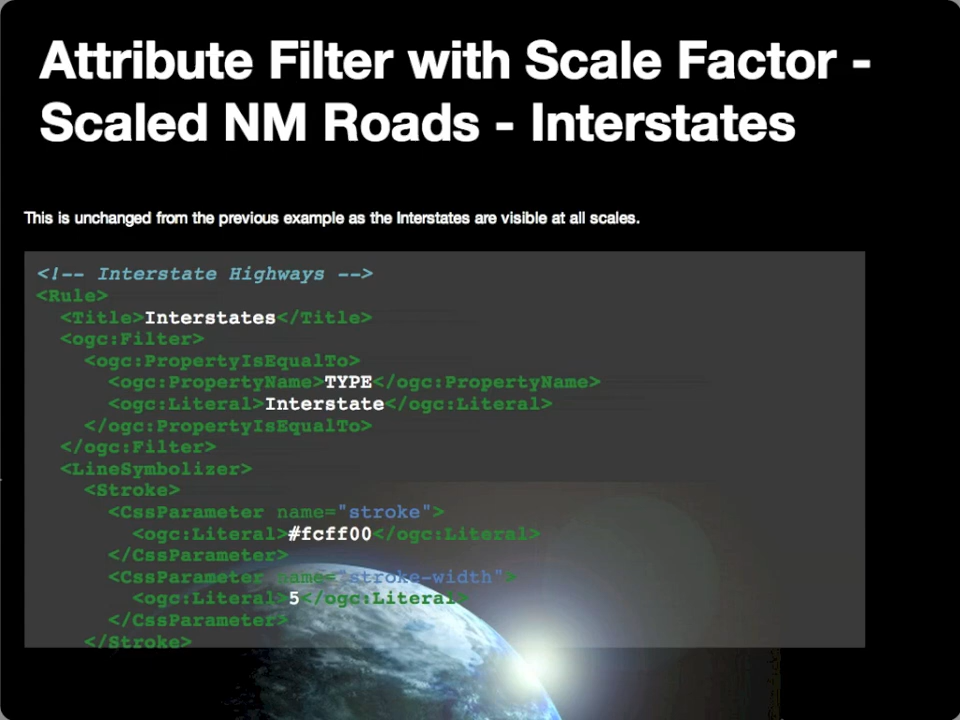 Attribute Filter with Scale Factor -
Scaled NM Roads - Interstates
This is unchanged from the previous example as the Interstates are visible at all scales.
<!-- Interstate Highways -->
<Rule>
  <Title>Interstates</Title>
  <ogc:Filter>
    <ogc:PropertyIsEqualTo>
      <ogc:PropertyName>TYPE</ogc:PropertyName>
      <ogc:Literal>Interstate</ogc:Literal>
    </ogc:PropertyIsEqualTo>
  </ogc:Filter>
  <LineSymbolizer>
    <Stroke>
      <CssParameter name="stroke">
        <ogc:Literal>#fcff00</ogc:Literal>
      </CssParameter>
      <CssParameter name="stroke-width">
        <ogc:Literal>5</ogc:Literal>
      </CssParameter>
    </Stroke>